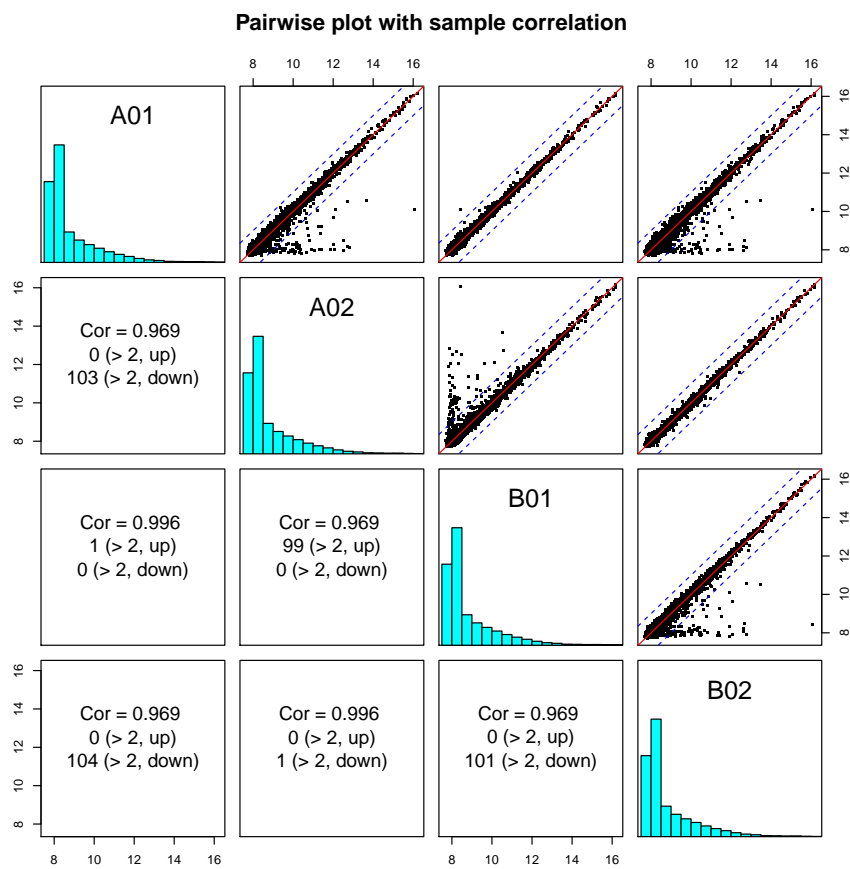 Pairwise plot with sample correlation
8 10 12 14 16 8 10 12 14 16
A01
8 10 12 14 16
8 10 12 14 16
Cor = 0.969
0 (> 2, up)
103 (> 2, down)
A02
Cor = 0.996
1 (> 2, up)
0 (> 2, down)
Cor = 0.969
99 (> 2, up)
0 (> 2, down)
B01
8 10 12 14 16
8 10 12 14 16
Cor = 0.969
0 (> 2, up)
104 (> 2, down)
Cor = 0.996
0 (> 2, up)
1 (> 2, down)
Cor = 0.969
0 (> 2, up)
101 (> 2, down)
B02
8 10 12 14 16 8 10 12 14 16